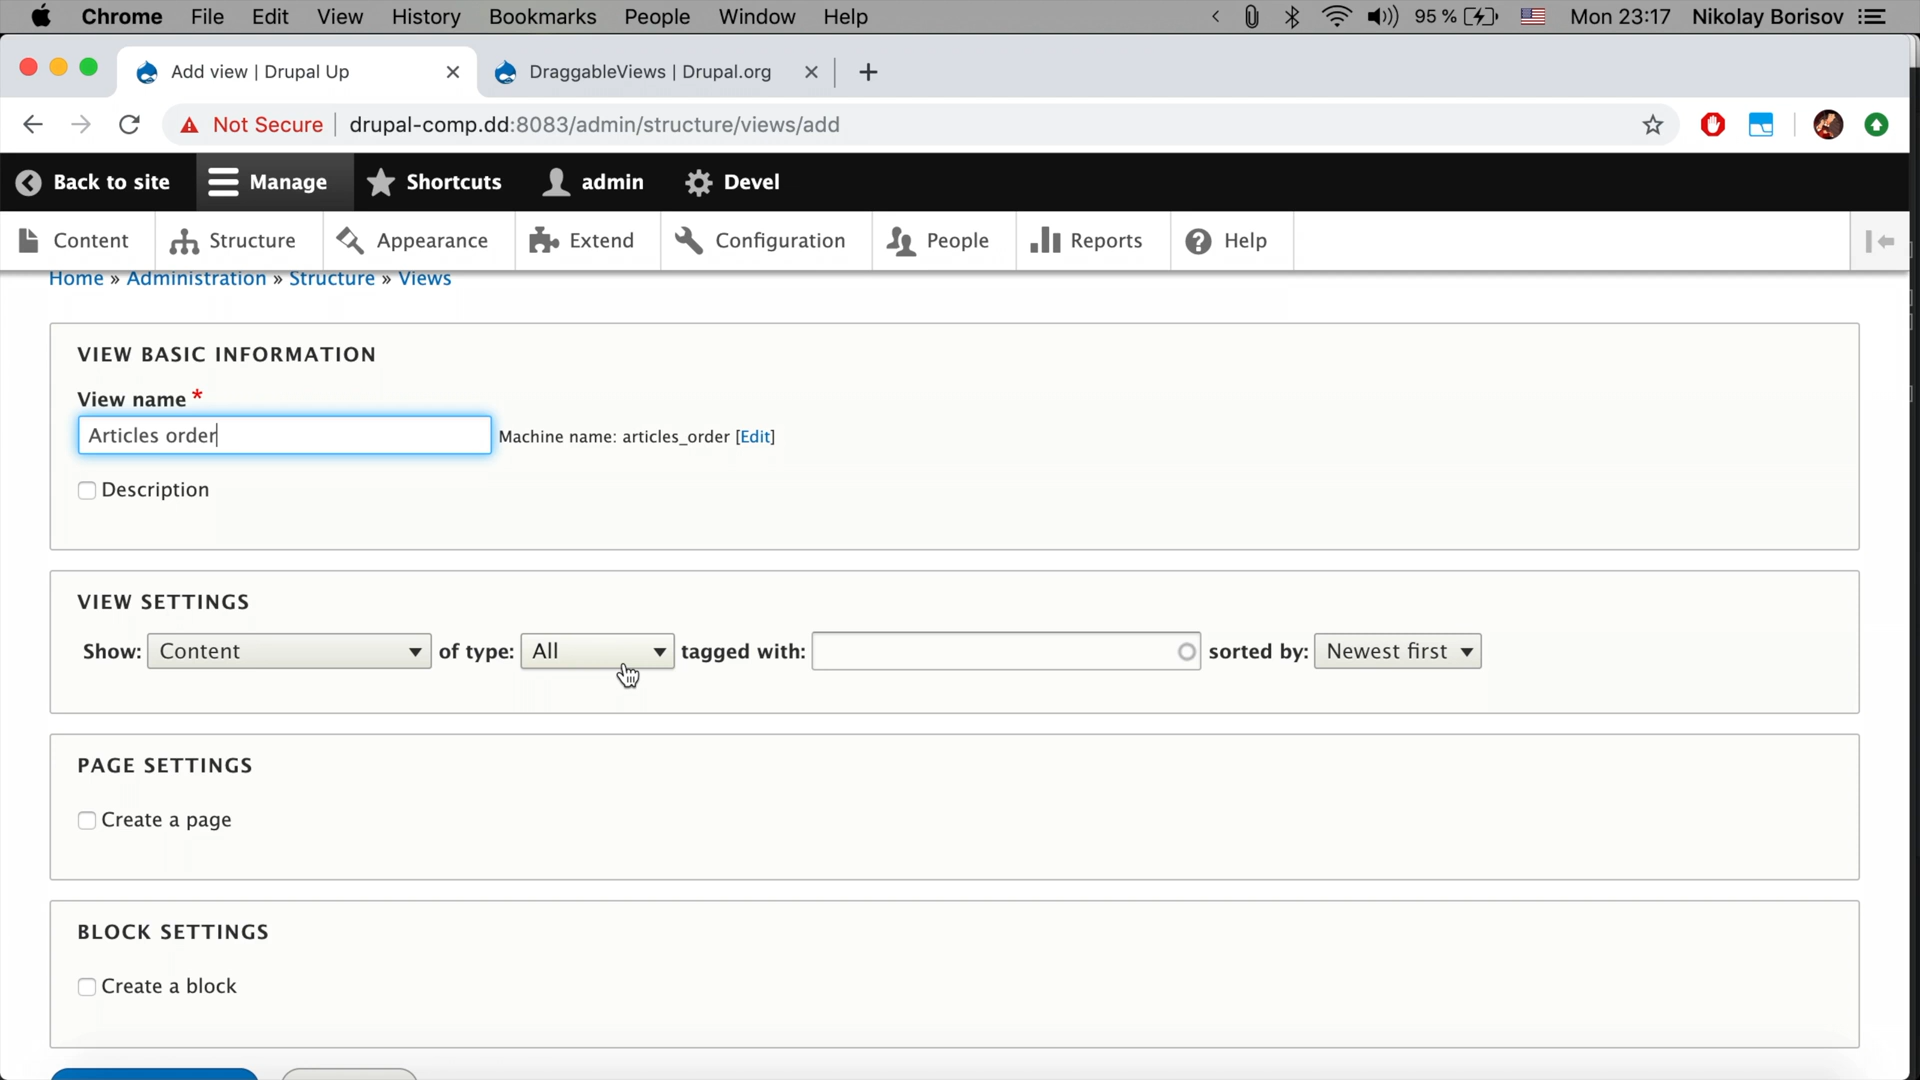 Chrome File Edit View History Bookmarks People Window Help 95 % Mon 23:17 Nikolay Borisov
Add view | Drupal Up DraggableViews | Drupal.org
Not Secure drupal-comp.dd:8083/admin/structure/views/add
Back to site Manage Shortcuts admin Devel
Content Structure Appearance Extend Configuration People Reports Help
Home » Administration » Structure » Views
VIEW BASIC INFORMATION
View name *
Articles order Machine name: articles_order [Edit]
Description
VIEW SETTINGS
Show: Content of type: All tagged with: sorted by: Newest first
PAGE SETTINGS
Create a page
BLOCK SETTINGS
Create a block